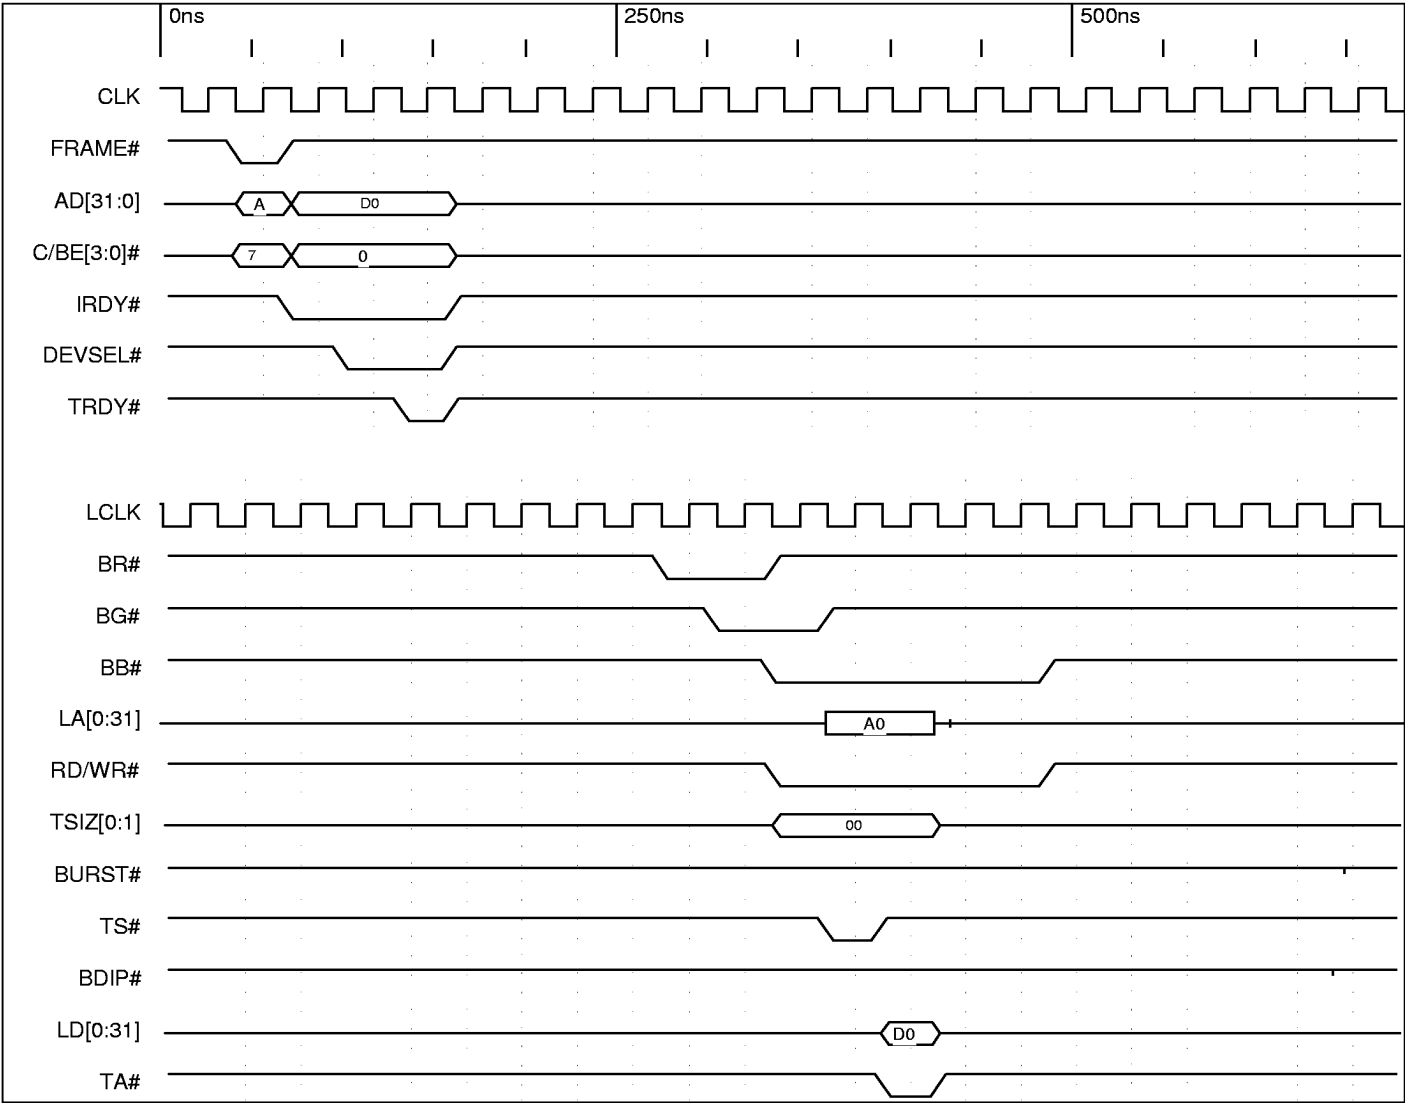 0ns 250ns 500ns
CLK
FRAME#
AD[31:0] A D0
C/BE[3:0]# 7 0
IRDY#
DEVSEL#
TRDY#
LCLK
BR#
BG#
BB#
LA[0:31] A0
RD/WR#
TSIZ[0:1] 00
BURST#
TS#
BDIP#
LD[0:31] D0
TA#